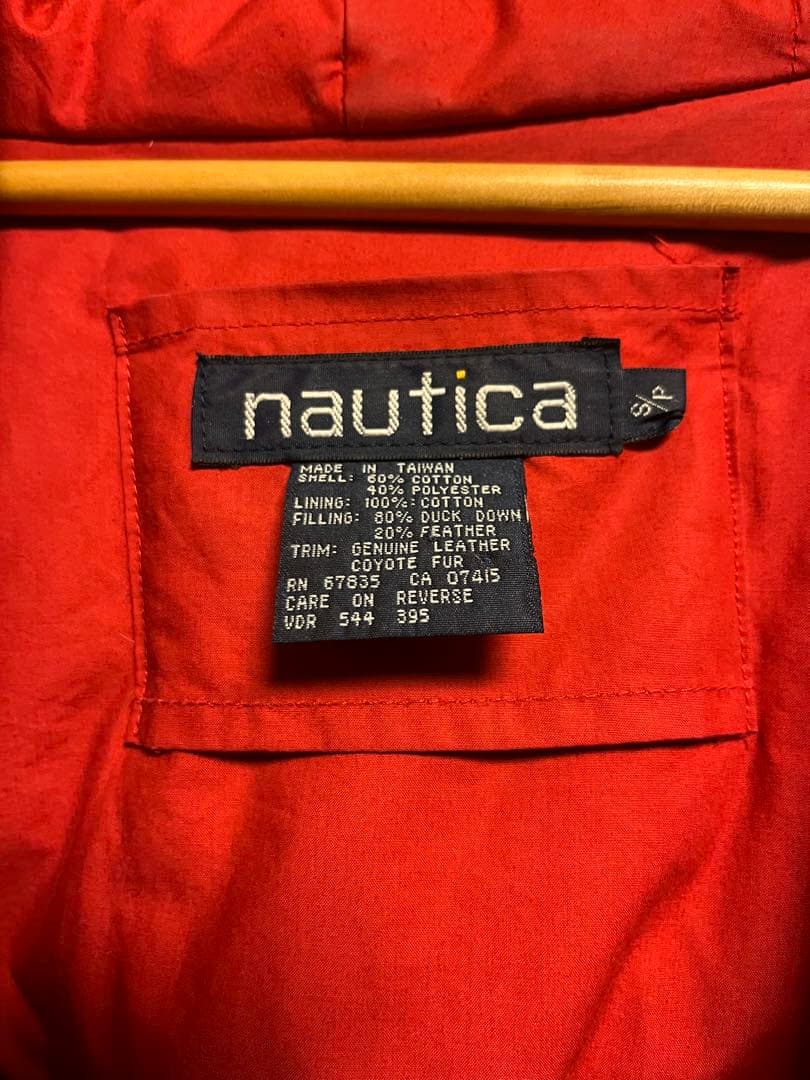 nautica
S/P
MADE IN TAIWAN
SHELL: 60% COTTON
40% POLYESTER
LINING: 100% COTTON
FILLING: 80% DUCK DOWN
20% FEATHER
TRIM: GENUINE LEATHER
COYOTE FUR
RN 67835 CA 07415
CARE ON REVERSE
VDR 544 395